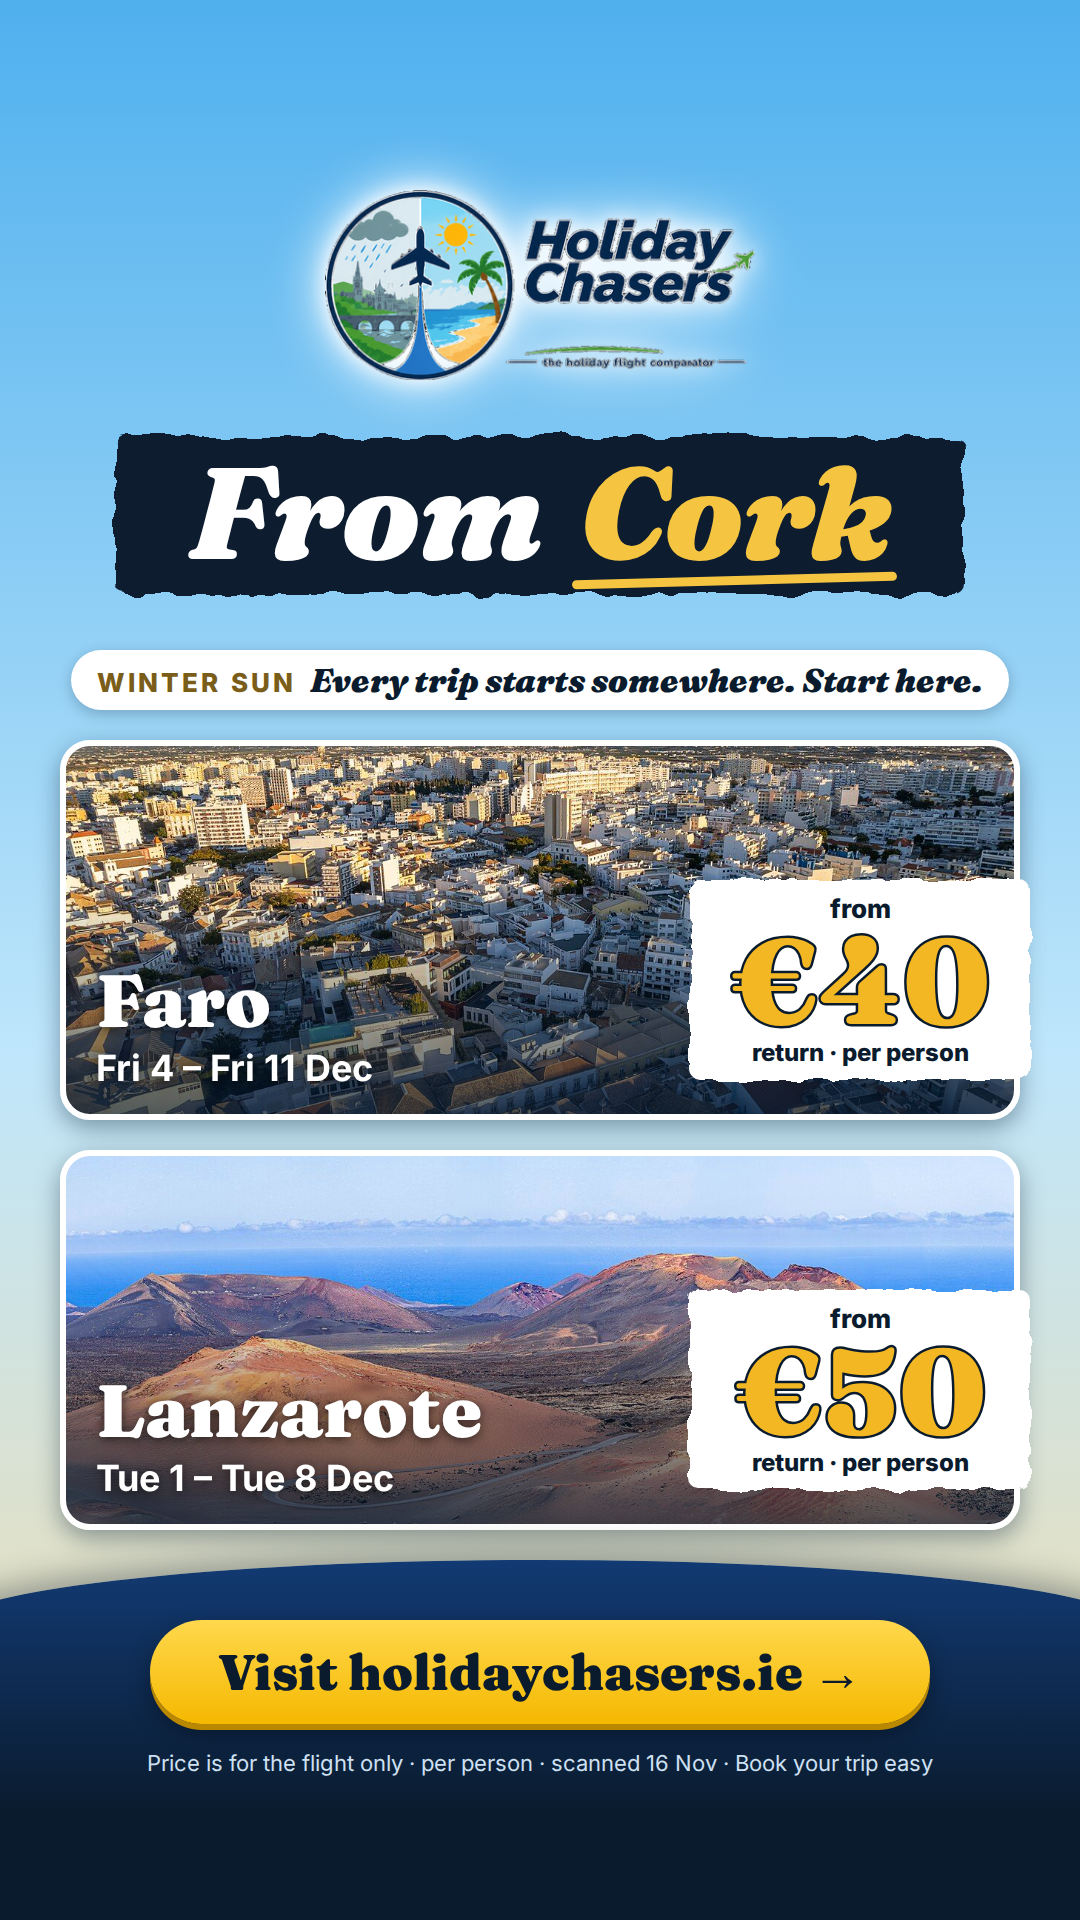 Holiday
Chasers
the holiday flight comparator
From Cork
WINTER SUN Every trip starts somewhere. Start here.
Faro
Fri 4 – Fri 11 Dec
from
€40
return · per person
Lanzarote
Tue 1 – Tue 8 Dec
from
€50
return · per person
Visit holidaychasers.ie →
Price is for the flight only · per person · scanned 16 Nov · Book your trip easy